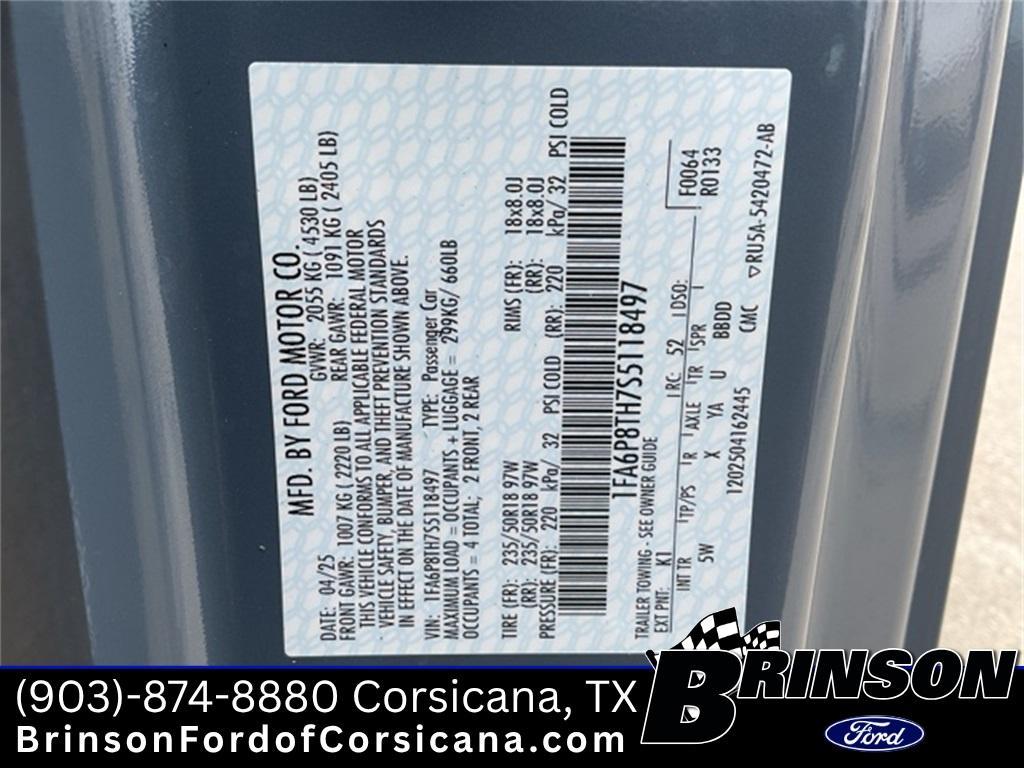 MFD. BY FORD MOTOR CO.
DATE: 04/25 GVWR: 2055 KG ( 4530 LB)
FRONT GAWR: 1007 KG ( 2220 LB) REAR GAWR: 1091 KG ( 2405 LB)
THIS VEHICLE CONFORMS TO ALL APPLICABLE FEDERAL MOTOR
VEHICLE SAFETY, BUMPER, AND THEFT PREVENTION STANDARDS
IN EFFECT ON THE DATE OF MANUFACTURE SHOWN ABOVE.
VIN: 1FA6P8TH7S5118497 TYPE: Passenger Car
MAXIMUM LOAD = OCCUPANTS + LUGGAGE = 299KG/ 660LB
OCCUPANTS = 4 TOTAL; 2 FRONT, 2 REAR
TIRE (FR): 235/50R18 97W RIMS (FR): 18x8.0J
(RR): 235/50R18 97W (RR): 18x8.0J
PRESSURE (FR): 220 kPa/ 32 PSI COLD (RR): 220 kPa/ 32 PSI COLD
1FA6P8TH7S5118497
TRAILER TOWING - SEE OWNER GUIDE
F0064
EXT PNT: K1 RC: 52 DSO: R0133
INT TR TP/PS R AXLE TR SPR
5W X YA U BBDD
1202504162445 CMC ▽RU5A-5420472-AB
(903)-874-8880 Corsicana, TX
BrinsonFordofCorsicana.com
BRINSON
Ford